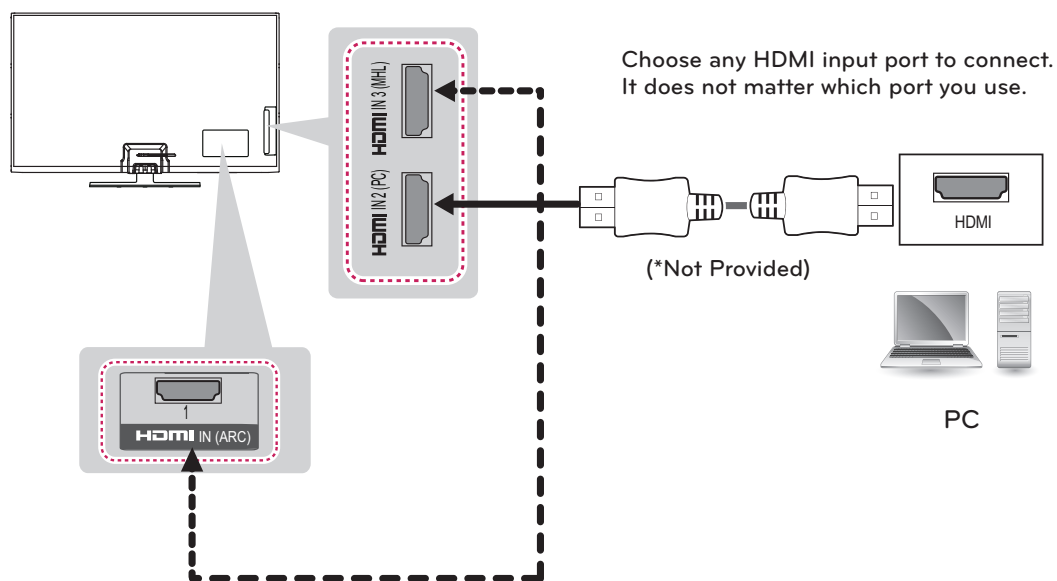 Choose any HDMI input port to connect.
It does not matter which port you use.
HDMI IN 3 (MHL)
HDMI IN 2 (PC)
HDMI
(*Not Provided)
PC
1
HDMI IN (ARC)